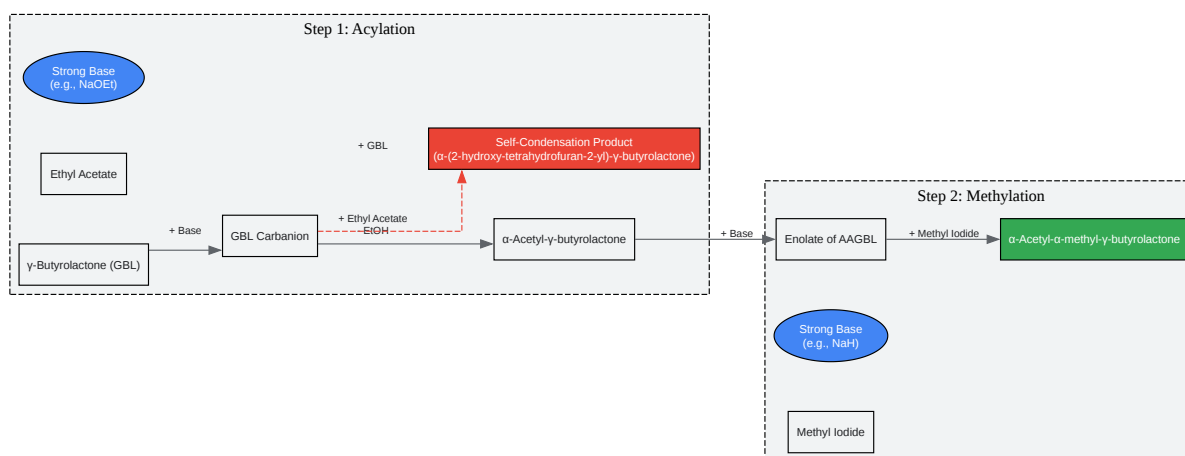 Step 1: Acylation
Strong Base
(e.g., NaOEt)
+ GBL
Self-Condensation Product
(α-(2-hydroxy-tetrahydrofuran-2-yl)-γ-butyrolactone)
Ethyl Acetate
+ Base
GBL Carbanion
+ Ethyl Acetate
- EtOH
α-Acetyl-γ-butyrolactone
γ-Butyrolactone (GBL)
+ Base
Step 2: Methylation
Enolate of AAGBL
+ Methyl Iodide
α-Acetyl-α-methyl-γ-butyrolactone
Strong Base
(e.g., NaH)
Methyl Iodide